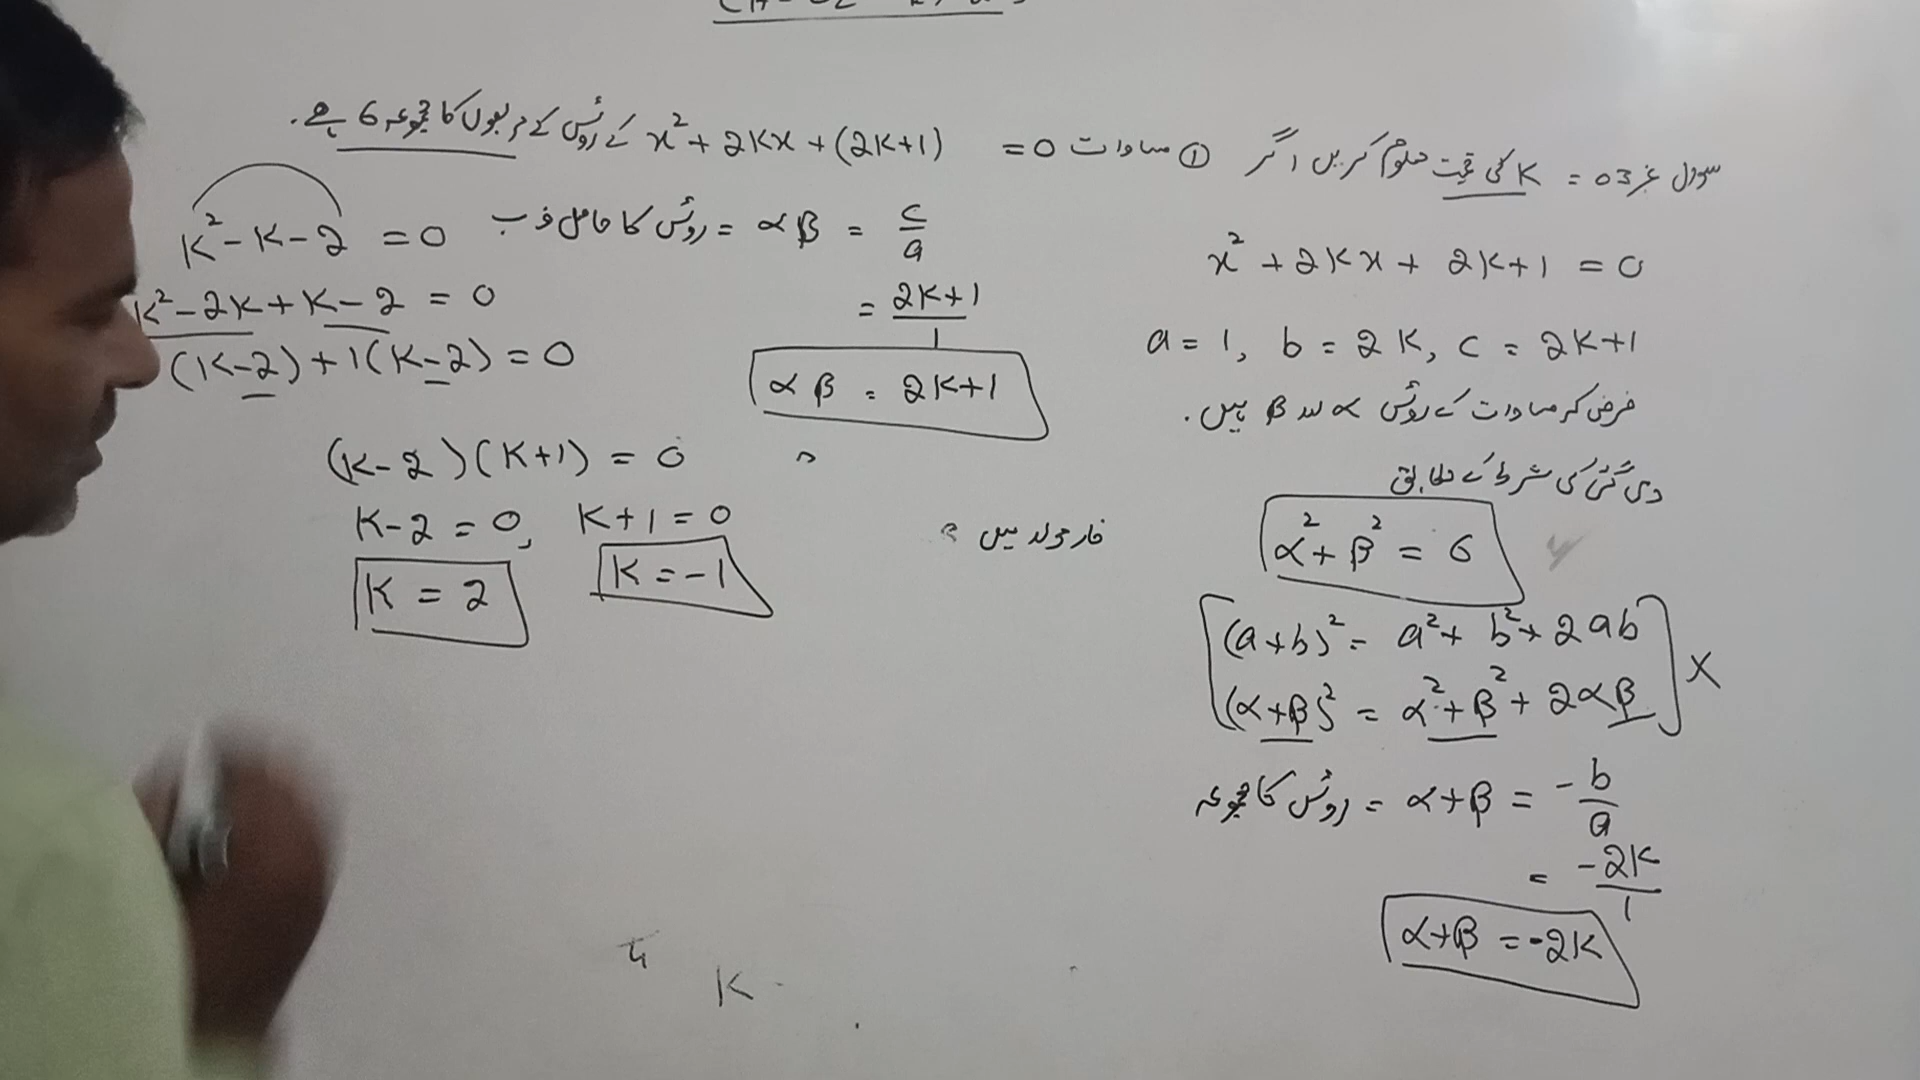 سوال نمبر 03 = K کی قیمت معلوم کریں اگر ① مساوات x² + 2Kx + (2K+1) = 0 کے روٹس کے مربعوں کا مجموعہ 6 ہے۔
x² + 2Kx + 2K+1 = 0
a = 1, b = 2K, c = 2K+1
فرض کر مساوات کے روٹس α اور β ہیں۔
دی گئی شرط کے مطابق
α² + β² = 6
(a+b)² = a² + b² + 2ab
(α+β)² = α² + β² + 2αβ
X
روٹس کا مجموعہ = α+β = -b/a
= -2K/1
α+β = -2K
روٹس کا حاصل ضرب = αβ = c/a
= 2K+1/1
αβ = 2K+1
فارمولہ میں
K² - K - 2 = 0
K² - 2K + K - 2 = 0
(K-2) + 1(K-2) = 0
(K-2)(K+1) = 0
K-2 = 0, K+1 = 0
K = 2 K = -1
K